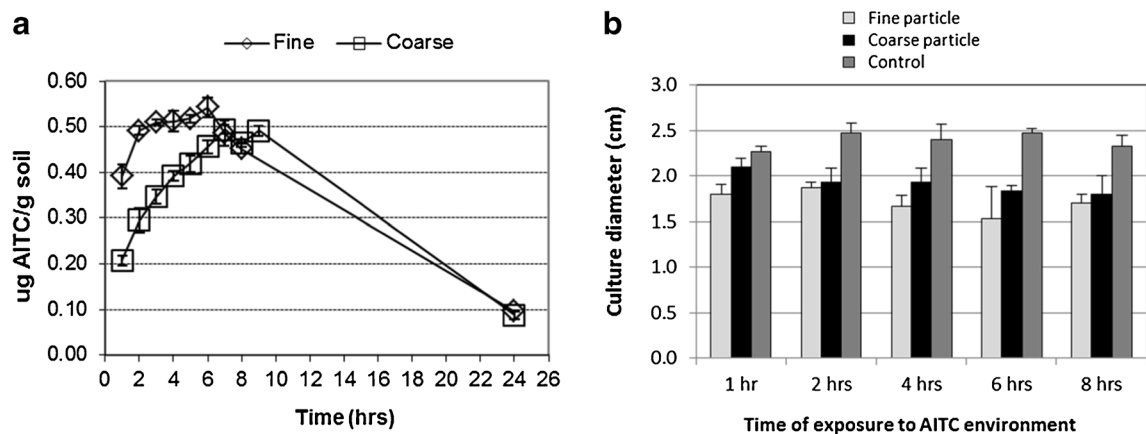 a
Fine
Coarse
ug AITC/g soil
0.60
0.50
0.40
0.30
0.20
0.10
0.00
0 2 4 6 8 10 12 14 16 18 20 22 24 26
Time (hrs)
b
Fine particle
Coarse particle
Control
Culture diameter (cm)
3.0
2.5
2.0
1.5
1.0
0.5
0.0
1 hr 2 hrs 4 hrs 6 hrs 8 hrs
Time of exposure to AITC environment